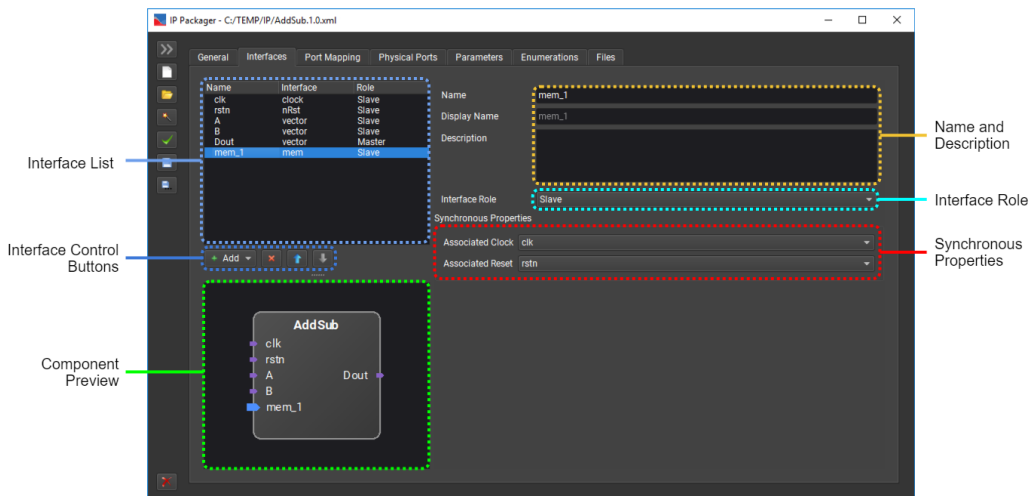 IP Packager - C:/TEMP/IP/AddSub.1.0.xml
General Interfaces Port Mapping Physical Ports Parameters Enumerations Files
Name Interface Role
clk clock Slave
rstn nRst Slave
A vector Slave
B vector Slave
Dout vector Master
mem_1 mem Slave
Name mem_1
Display Name mem_1
Description
Interface Role Slave
Synchronous Properties
Associated Clock clk
Associated Reset rstn
Add
AddSub
clk
rstn
A Dout
B
mem_1
Interface List
Interface Control
Buttons
Component
Preview
Name and
Description
Interface Role
Synchronous
Properties